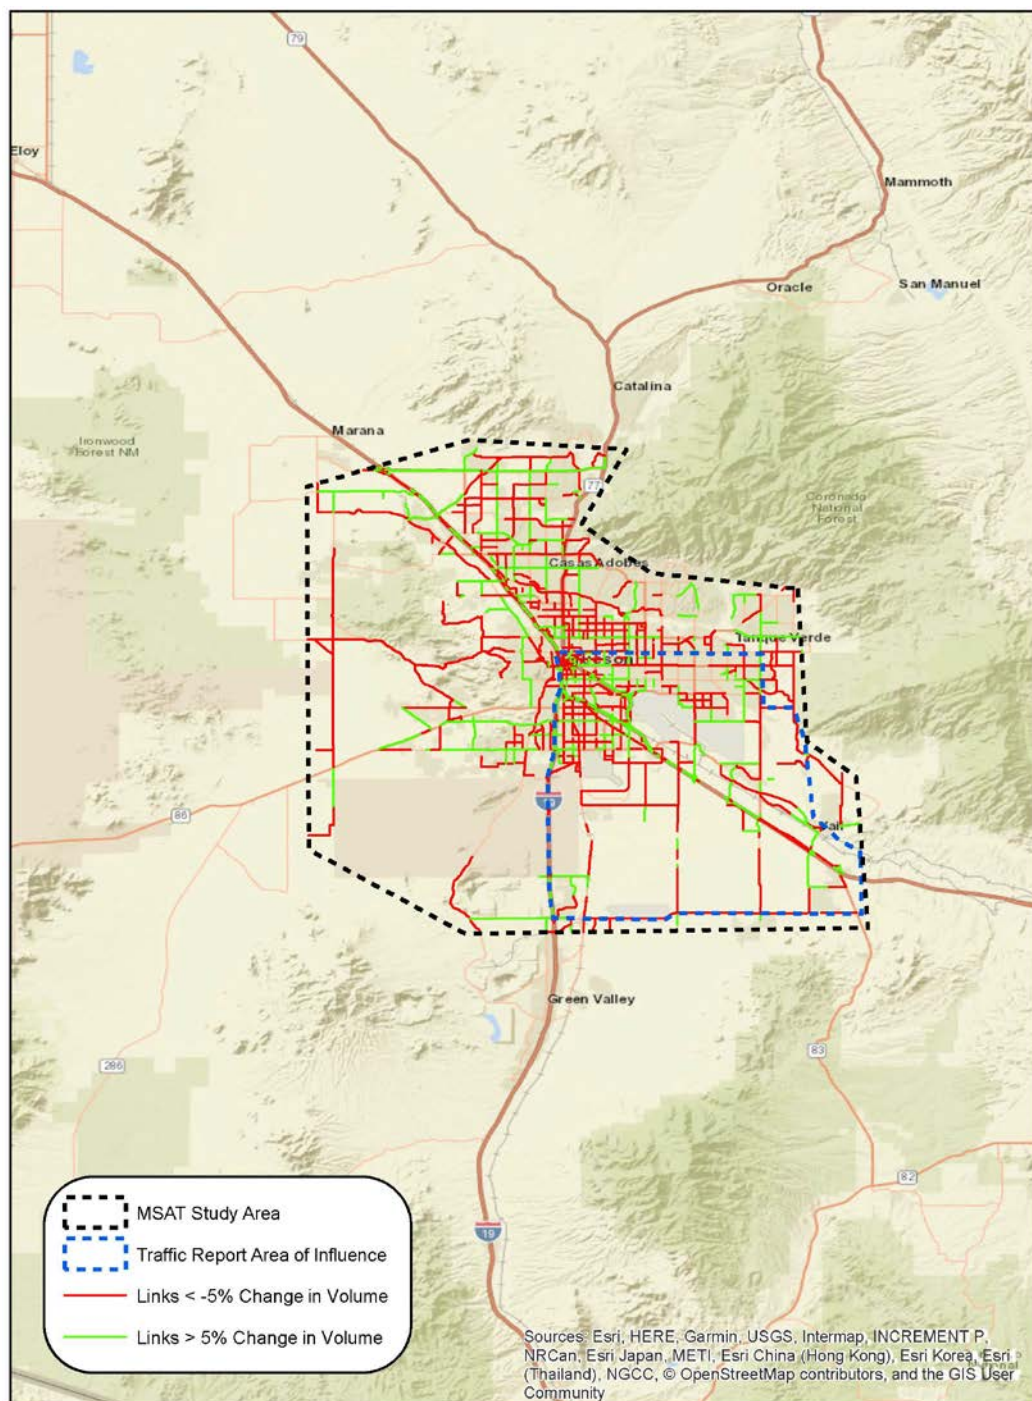 79
Eloy
Mammoth
San Manuel
Oracle
Catalina
Marana
Ironwood
Forest NM
77
Coronado
National
Forest
Casas Adobes
Tanque Verde
86
Green Valley
83
286
82
19
MSAT Study Area
Traffic Report Area of Influence
Links < -5% Change in Volume
Links > 5% Change in Volume
Sources: Esri, HERE, Garmin, USGS, Intermap, INCREMENT P,
NRCan, Esri Japan, METI, Esri China (Hong Kong), Esri Korea, Esri
(Thailand), NGCC, © OpenStreetMap contributors, and the GIS User
Community